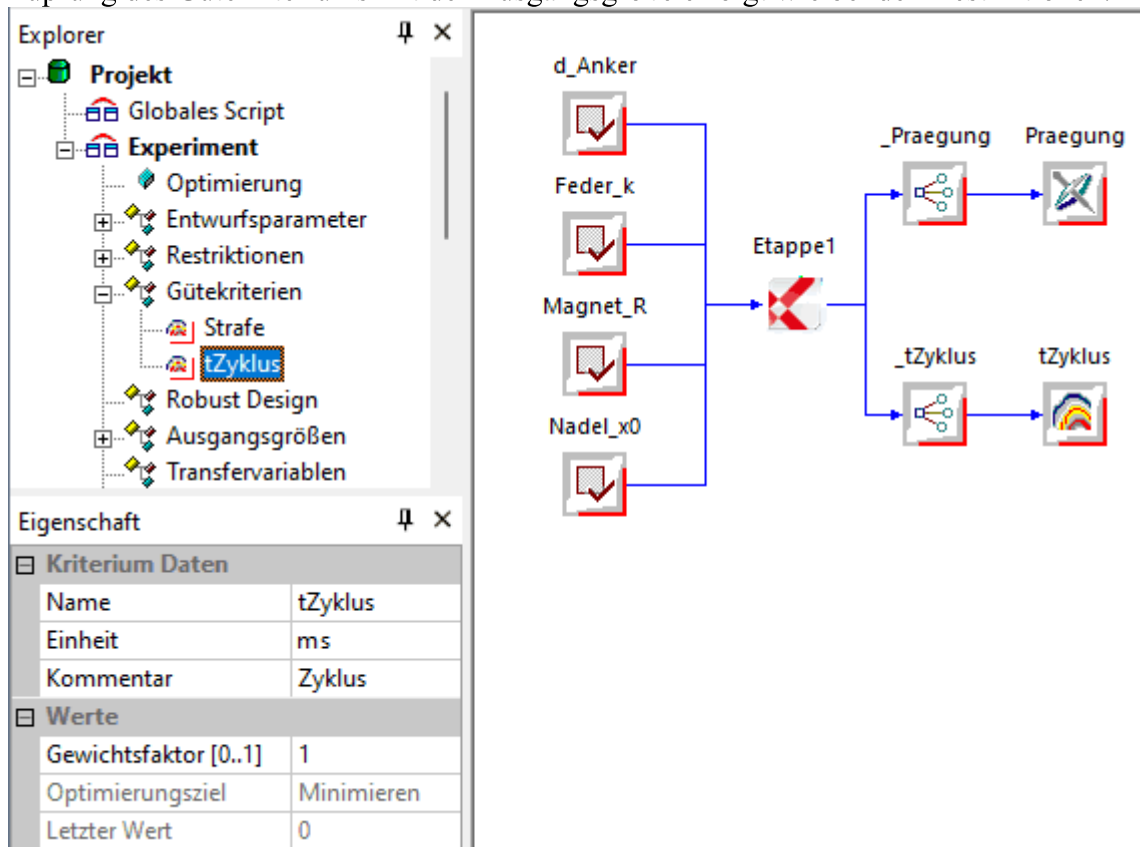 Explorer
Projekt
Globales Script
Experiment
Optimierung
Entwurfsparameter
Restriktionen
Gütekriterien
Strafe
tZyklus
Robust Design
Ausgangsgrößen
Transfervariablen
Eigenschaft
Kriterium Daten
Name tZyklus
Einheit ms
Kommentar Zyklus
Werte
Gewichtsfaktor [0..1] 1
Optimierungsziel Minimieren
Letzter Wert 0
d_Anker
Feder_k
Magnet_R
Nadel_x0
Etappe1
_Praegung Praegung
_tZyklus tZyklus